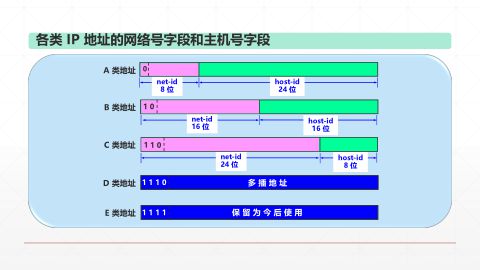 各类 IP 地址的网络号字段和主机号字段
A 类地址 0
net-id host-id
8 位 24 位
B 类地址 1 0
net-id host-id
16 位 16 位
C 类地址 1 1 0
net-id host-id
24 位 8 位
D 类地址 1 1 1 0 多 播 地 址
E 类地址 1 1 1 1 保 留 为 今 后 使 用